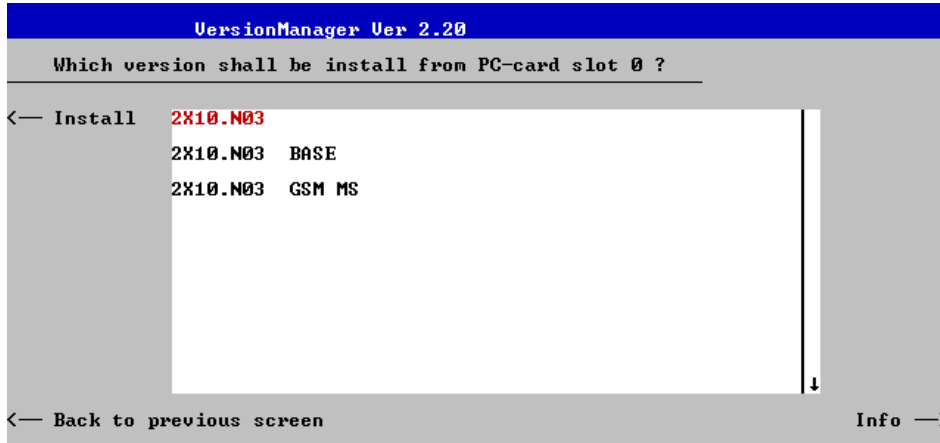 VersionManager Ver 2.20
Which version shall be install from PC-card slot 0 ?
<— Install 2X10.N03
2X10.N03 BASE
2X10.N03 GSM MS
↓
<— Back to previous screen Info —